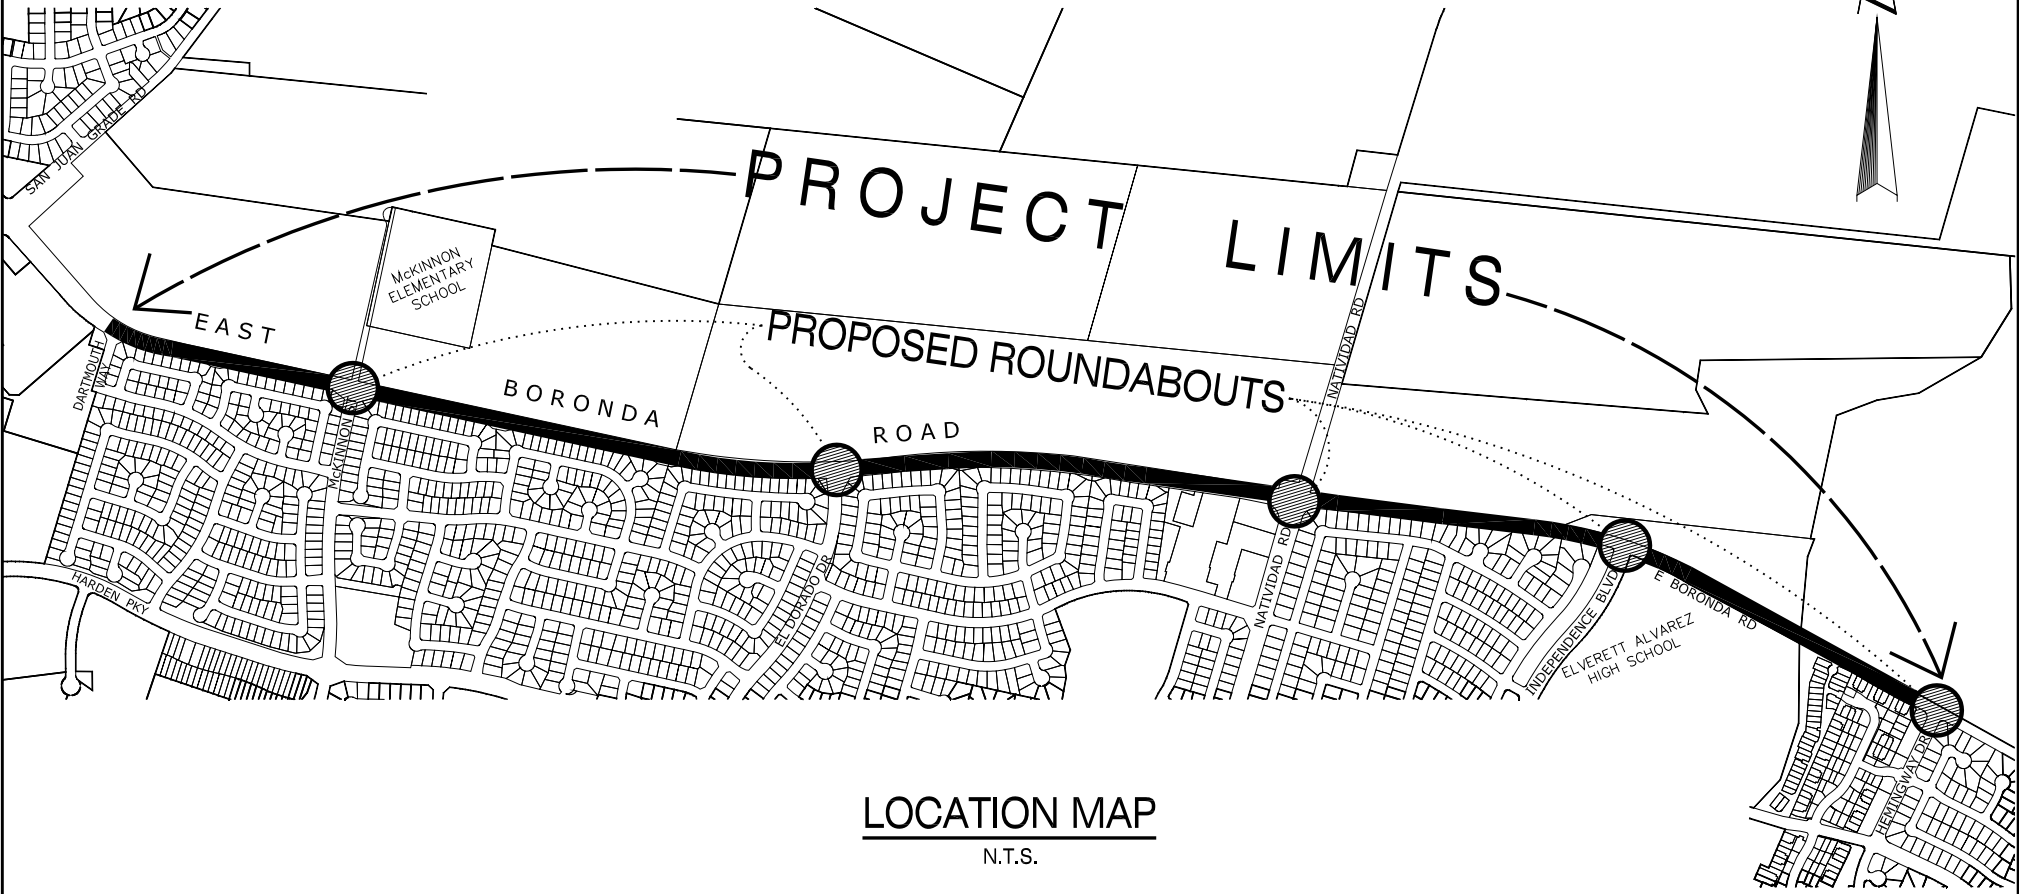 SAN JUAN GRADE RD
PROJECT LIMITS
McKINNON
ELEMENTARY
SCHOOL
EAST BORONDA ROAD
PROPOSED ROUNDABOUTS
NATIVIDAD RD
DARTMOUTH
WAY
McKINNON
HARDEN PKY
EL DORADO DR
NATIVIDAD RD
INDEPENDENCE BLVD
E BORONDA RD
ELVERETT ALVAREZ
HIGH SCHOOL
HEMINGWAY DR
LOCATION MAP
N.T.S.